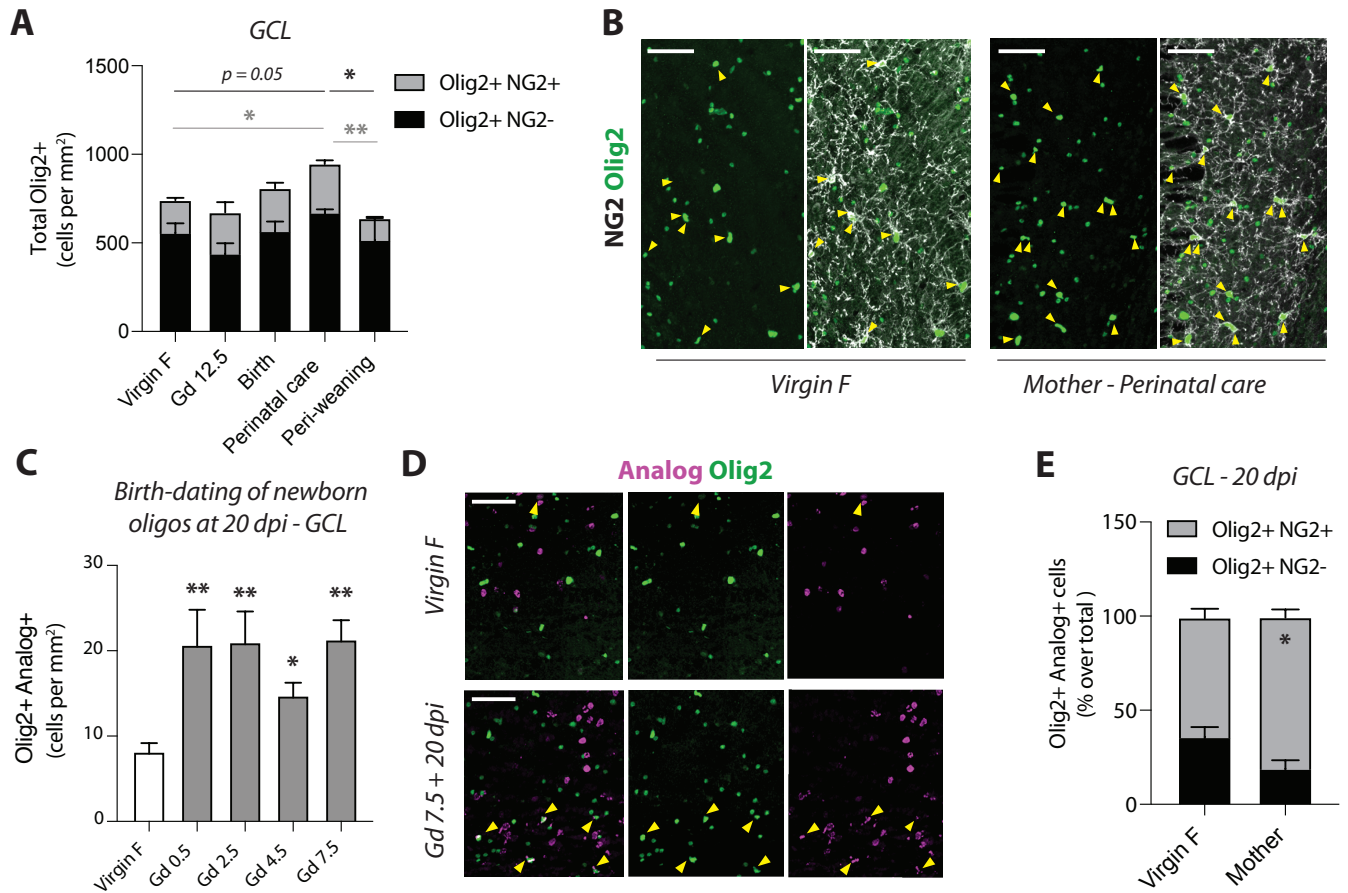 A
GCL
1500
1000
500
0
Total Olig2+
(cells per mm²)
p = 0.05
*
*
**
Olig2+ NG2+
Olig2+ NG2-
Virgin F
Gd 12.5
Birth
Perinatal care
Peri-weaning
B
NG2 Olig2
Virgin F
Mother - Perinatal care
C
Birth-dating of newborn
oligos at 20 dpi - GCL
30
20
10
0
Olig2+ Analog+
(cells per mm²)
**
**
*
**
Virgin F
Gd 0.5
Gd 2.5
Gd 4.5
Gd 7.5
D
Analog Olig2
Virgin F
Gd 7.5 + 20 dpi
E
GCL - 20 dpi
150
100
50
0
Olig2+ Analog+ cells
(% over total )
Olig2+ NG2+
Olig2+ NG2-
*
Virgin F
Mother